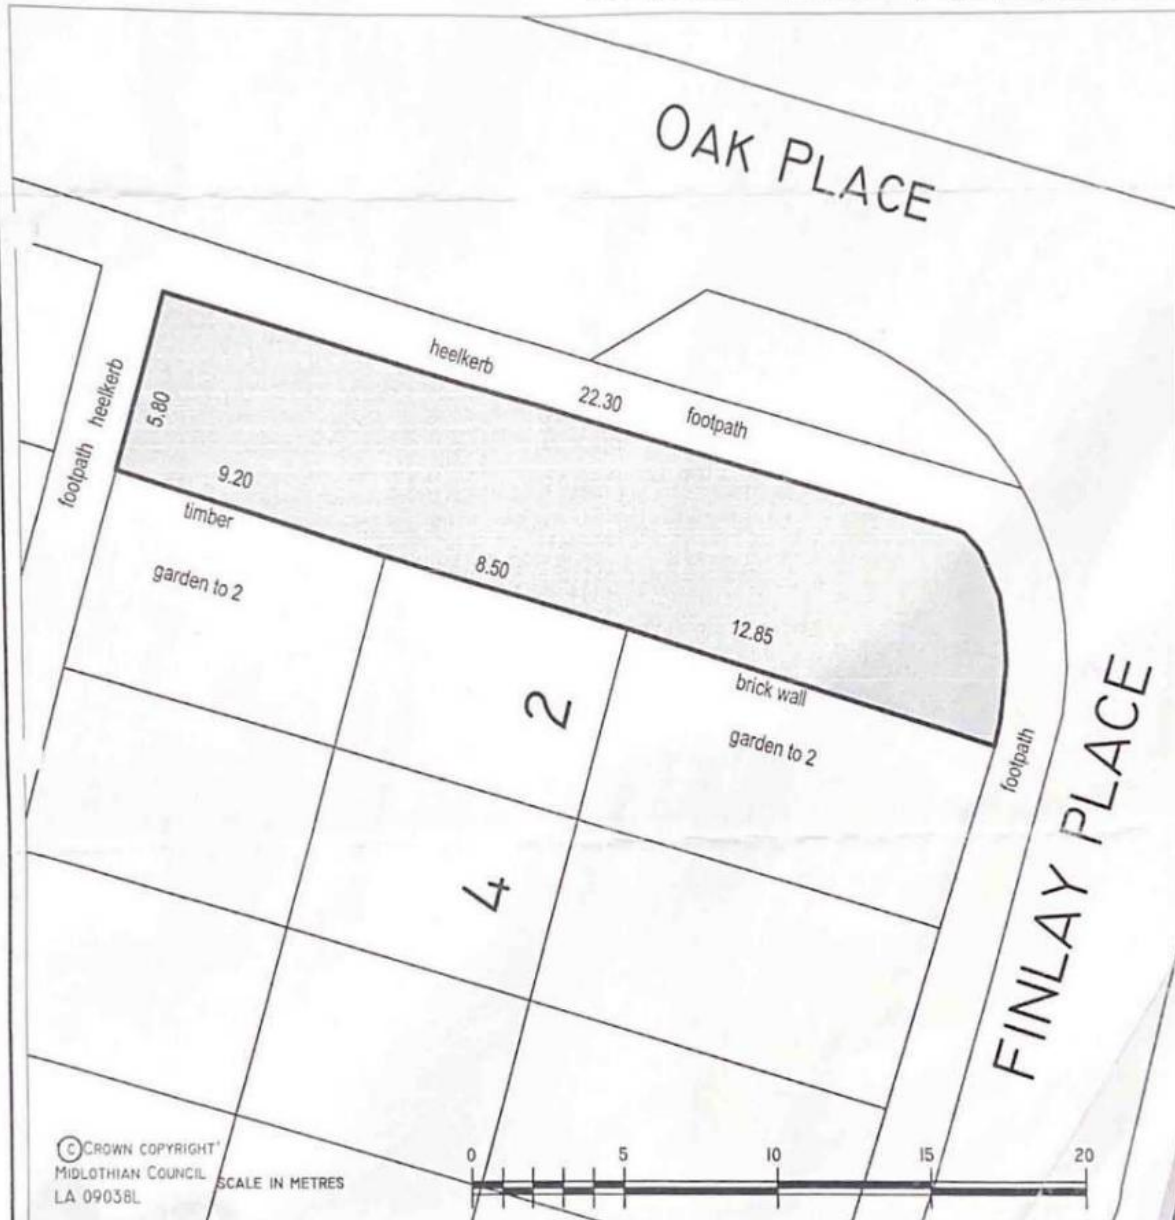 OAK PLACE
heelkerb
22.30
footpath
footpath heelkerb
5.80
9.20
timber
8.50
12.85
garden to 2
brick wall
2
garden to 2
footpath
4
FINLAY PLACE
© CROWN COPYRIGHT
MIDLOTHIAN COUNCIL
LA 09038L
SCALE IN METRES
0 5 10 15 20